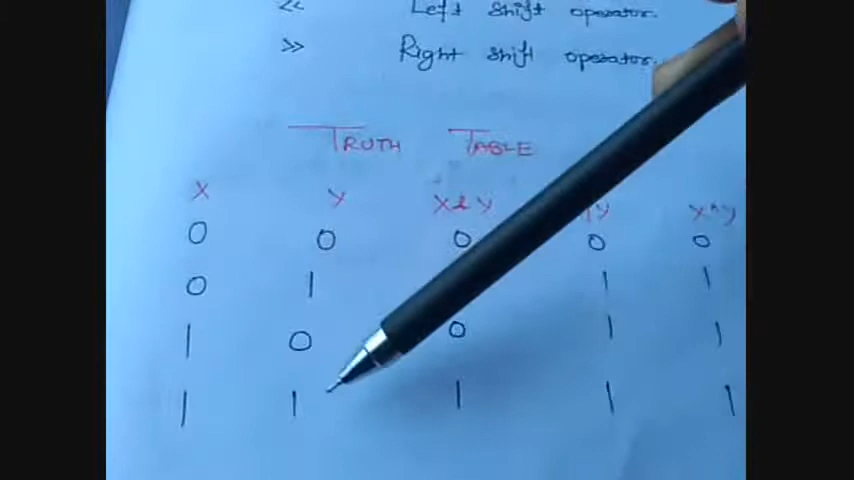 << Left shift operator.
>> Right shift operator.
TRUTH TABLE
X Y X & Y | Y X ^ Y
0 0 0 0 0
0 1 1 1
1 0 0 1 1
1 1 1 1 1